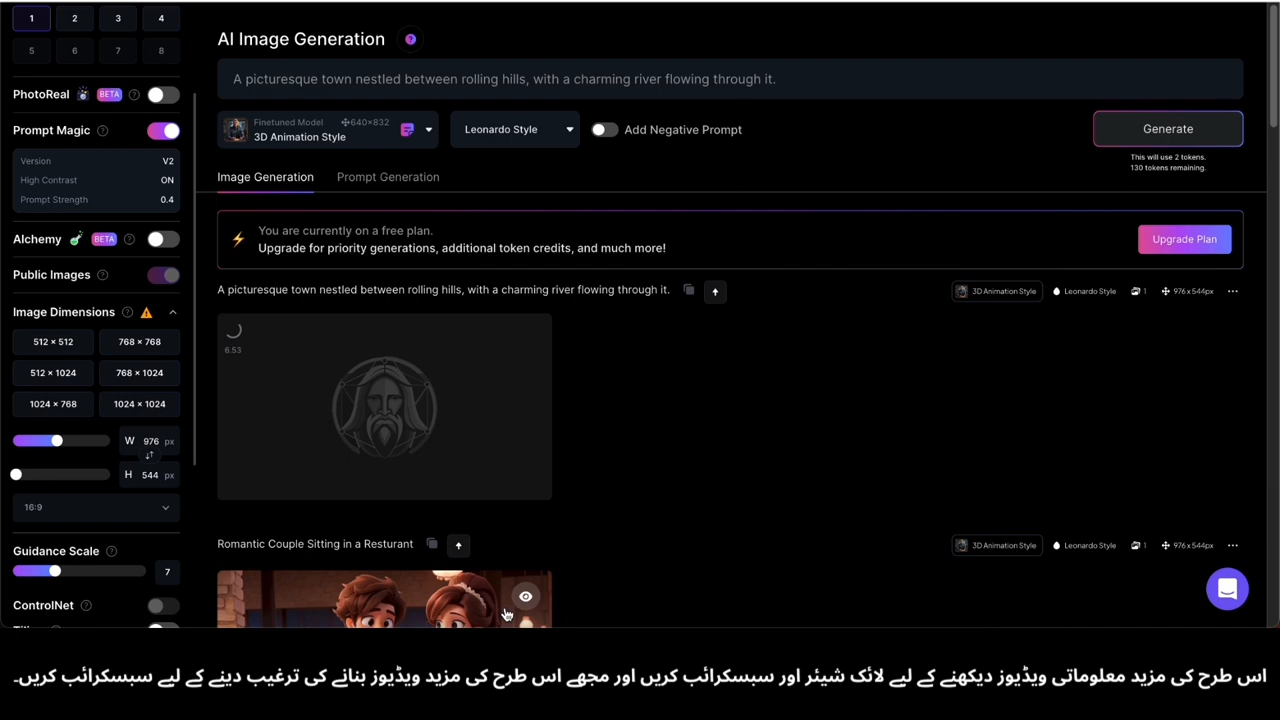 1 2 3 4
5 6 7 8
PhotoReal BETA
Prompt Magic
Version V2
High Contrast ON
Prompt Strength 0.4
Alchemy BETA
Public Images
Image Dimensions
512 × 512 768 × 768
512 × 1024 768 × 1024
1024 × 768 1024 × 1024
W 976 px
H 544 px
16:9
Guidance Scale
7
ControlNet
AI Image Generation
A picturesque town nestled between rolling hills, with a charming river flowing through it.
Finetuned Model 640×832
3D Animation Style
Leonardo Style
Add Negative Prompt
Generate
This will use 2 tokens.
130 tokens remaining.
Image Generation Prompt Generation
You are currently on a free plan.
Upgrade for priority generations, additional token credits, and much more!
Upgrade Plan
A picturesque town nestled between rolling hills, with a charming river flowing through it.
3D Animation Style Leonardo Style 1 976 x 544px
6.53
Romantic Couple Sitting in a Resturant
3D Animation Style Leonardo Style 1 976 x 544px
اس طرح کی مزید معلوماتی ویڈیوز دیکھنے کے لیے لائک شیئر اور سبسکرائب کریں اور مجھے اس طرح کی مزید ویڈیوز بنانے کی ترغیب دینے کے لیے سبسکرائب کریں۔